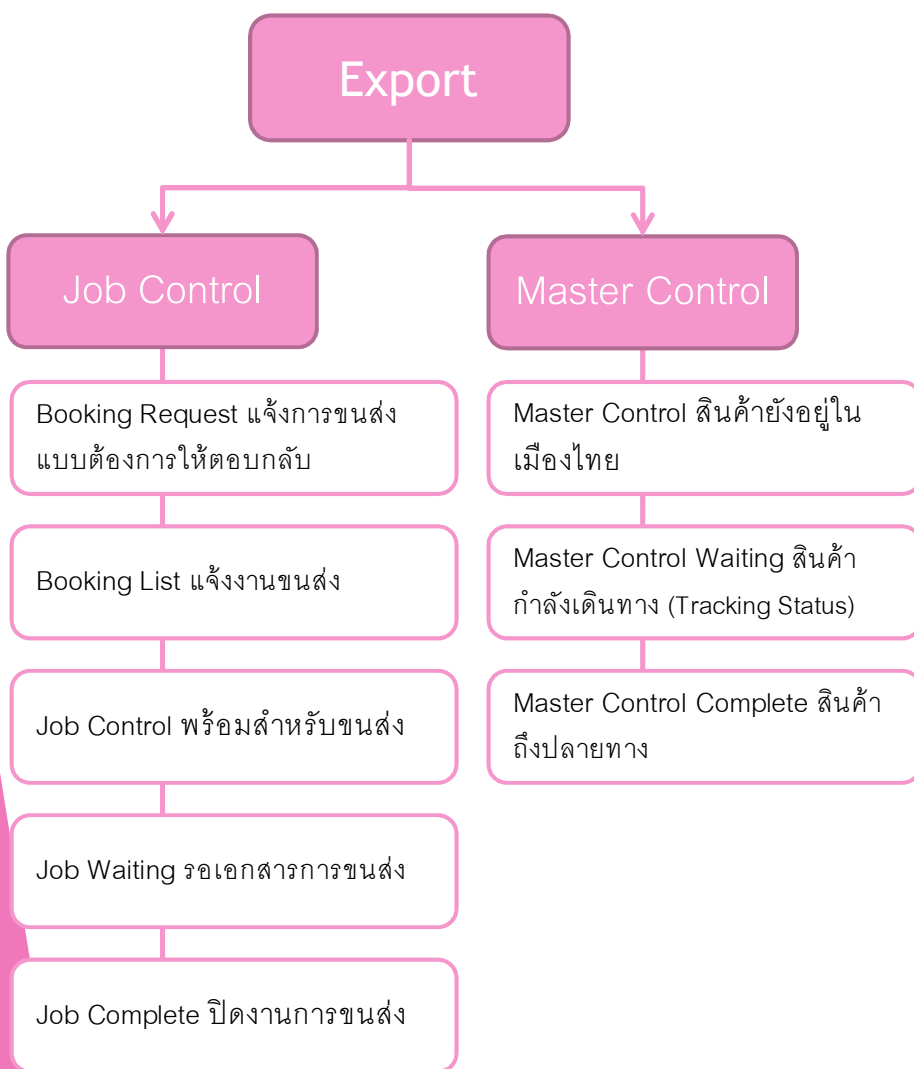 Export
Job Control
Booking Request แจ้งการขนส่ง
แบบต้องการให้ตอบกลับ
Booking List แจ้งงานขนส่ง
Job Control พร้อมสำหรับขนส่ง
Job Waiting รอเอกสารการขนส่ง
Job Complete ปิดงานการขนส่ง
Master Control
Master Control สินค้ายังอยู่ใน
เมืองไทย
Master Control Waiting สินค้า
กำลังเดินทาง (Tracking Status)
Master Control Complete สินค้า
ถึงปลายทาง